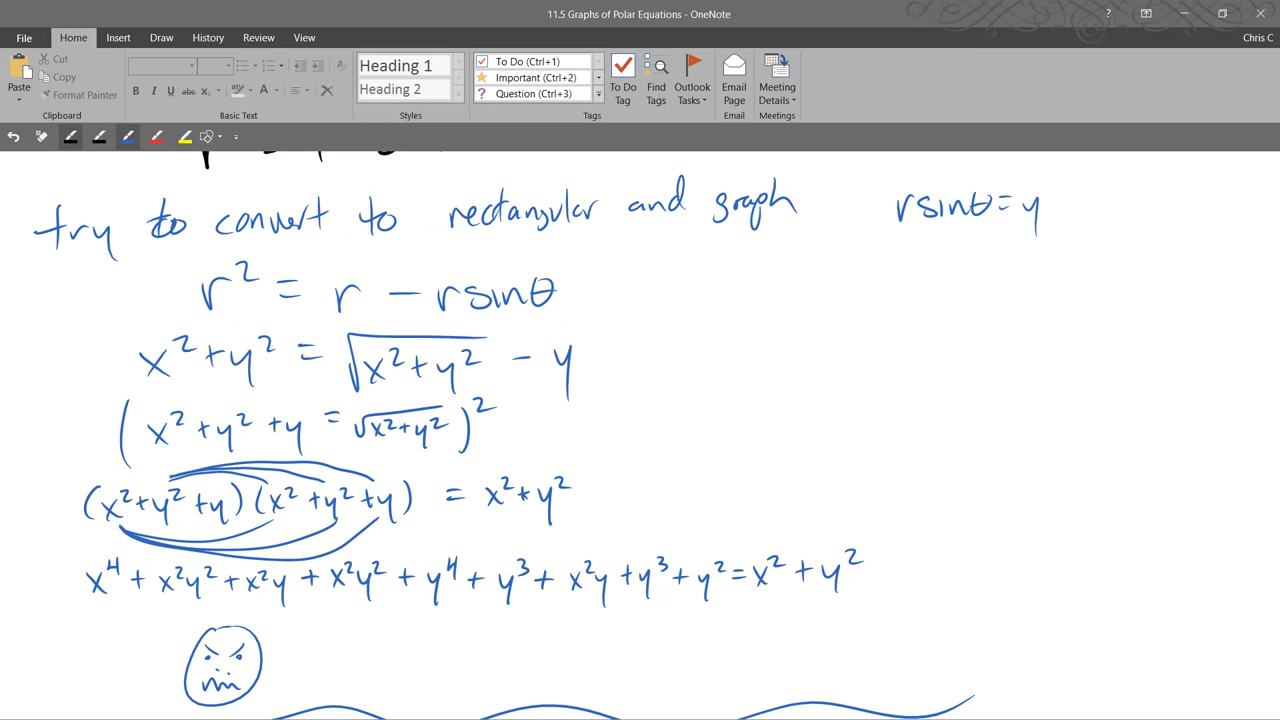 11.5 Graphs of Polar Equations - OneNote
File Home Insert Draw History Review View Chris C
Paste Cut Copy Format Painter Clipboard
B I U abc x₂ A Basic Text
Heading 1 Heading 2 Styles
To Do (Ctrl+1) Important (Ctrl+2) Question (Ctrl+3) To Do Tag Find Tags Outlook Tasks Tags
Email Page Email
Meeting Details Meetings
try to convert to rectangular and graph rsinθ=y
r² = r - rsinθ
x²+y² = √x²+y² - y
(x²+y²+y = √x²+y²)²
(x²+y²+y)(x²+y²+y) = x²+y²
x⁴ + x²y² + x²y + x²y² + y⁴ + y³ + x²y + y³ + y² = x² + y²